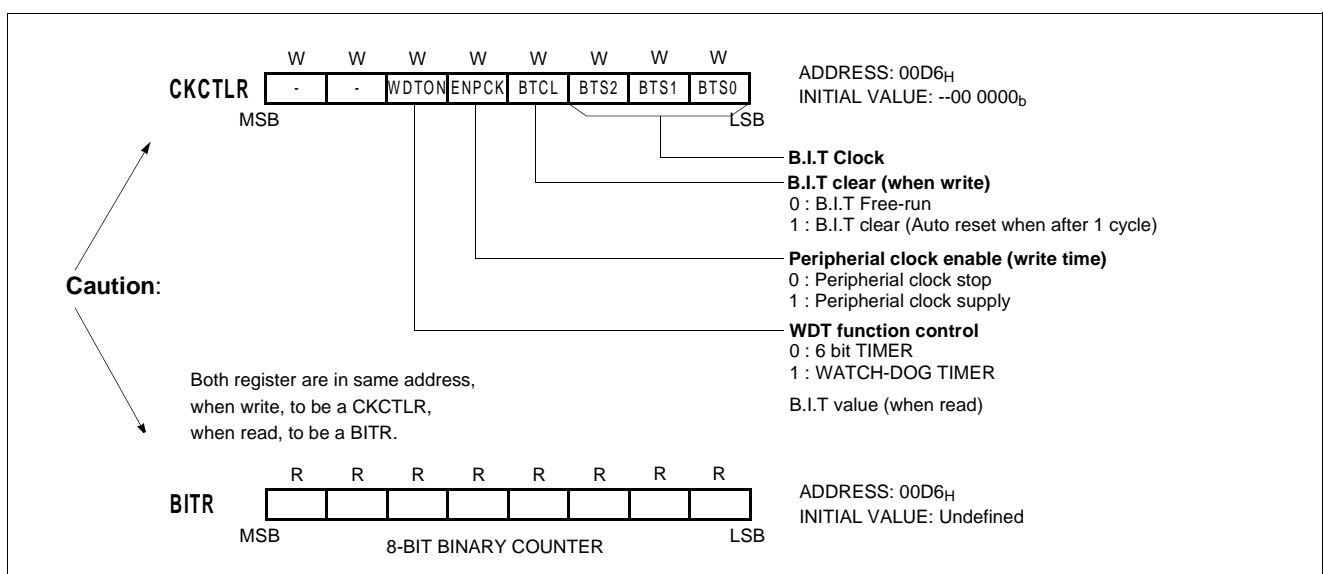 W W W W W W W W
CKCTLR - - WDTON ENPCK BTCL BTS2 BTS1 BTS0
MSB LSB
ADDRESS: 00D6H
INITIAL VALUE: --00 0000b
B.I.T Clock
B.I.T clear (when write)
0 : B.I.T Free-run
1 : B.I.T clear (Auto reset when after 1 cycle)
Peripherial clock enable (write time)
0 : Peripherial clock stop
1 : Peripherial clock supply
WDT function control
0 : 6 bit TIMER
1 : WATCH-DOG TIMER
B.I.T value (when read)
Caution:
Both register are in same address,
when write, to be a CKCTLR,
when read, to be a BITR.
R R R R R R R R
BITR
MSB LSB
8-BIT BINARY COUNTER
ADDRESS: 00D6H
INITIAL VALUE: Undefined